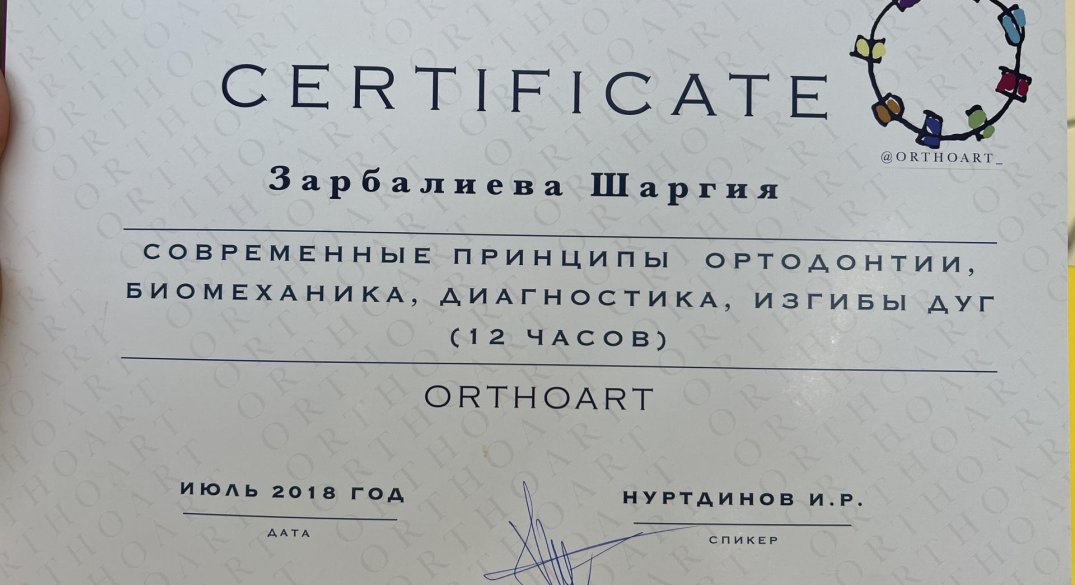 CERTIFICATE
@ORTHOART_
Зарбалиева Шаргия
СОВРЕМЕННЫЕ ПРИНЦИПЫ ОРТОДОНТИИ,
БИОМЕХАНИКА, ДИАГНОСТИКА, ИЗГИБЫ ДУГ
(12 ЧАСОВ)
ORTHOART
ИЮЛЬ 2018 ГОД
ДАТА
НУРТДИНОВ И.Р.
СПИКЕР